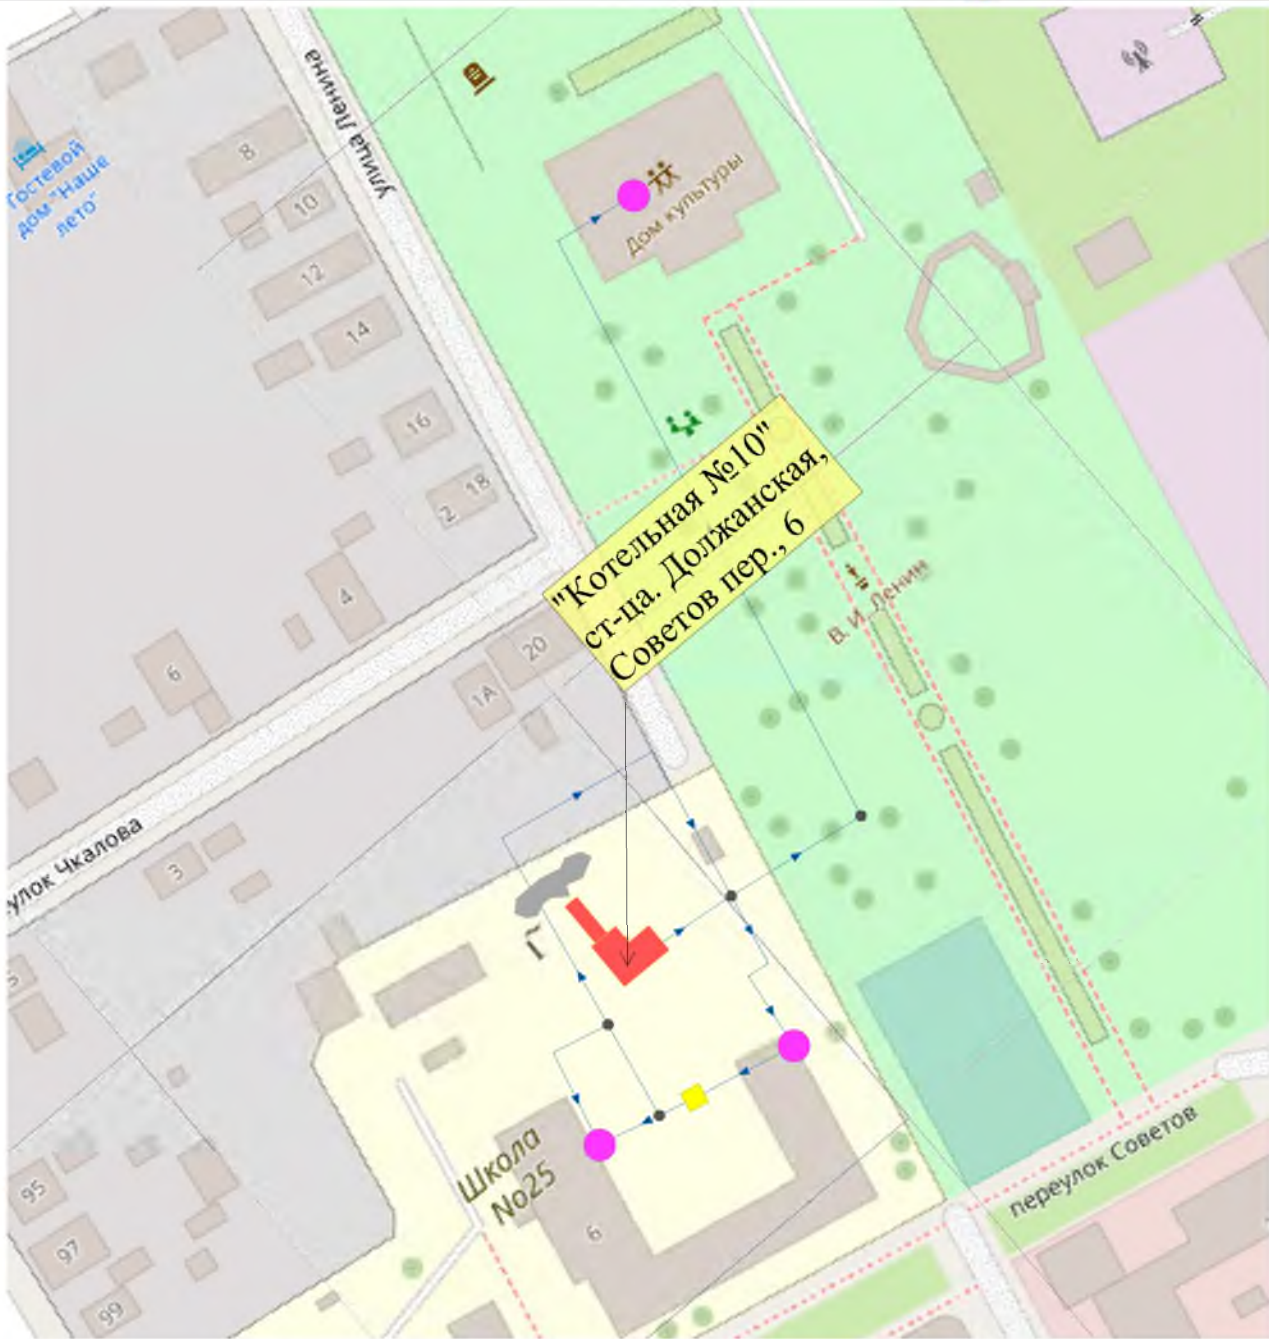 улица Ленина
Гостевой
дом "Наше
лето"
8
10
12
14
16
18
2
4
6
20
1А
Дом культуры
"Котельная №10"
ст-ца. Должанская,
Советов пер., 6
В. И. Ленин
улок Чкалова
3
5
95
97
99
Школа
No25
6
переулок Советов